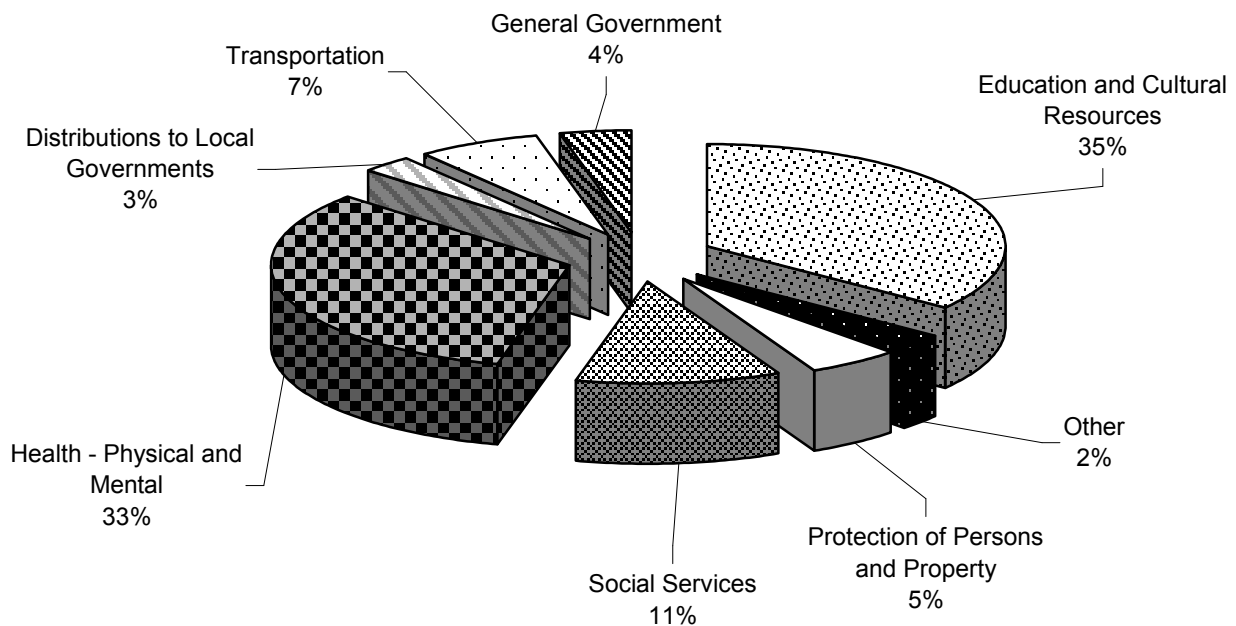 General Government
4%
Transportation
7%
Education and Cultural
Resources
35%
Distributions to Local
Governments
3%
Other
2%
Health - Physical and
Mental
33%
Protection of Persons
and Property
5%
Social Services
11%